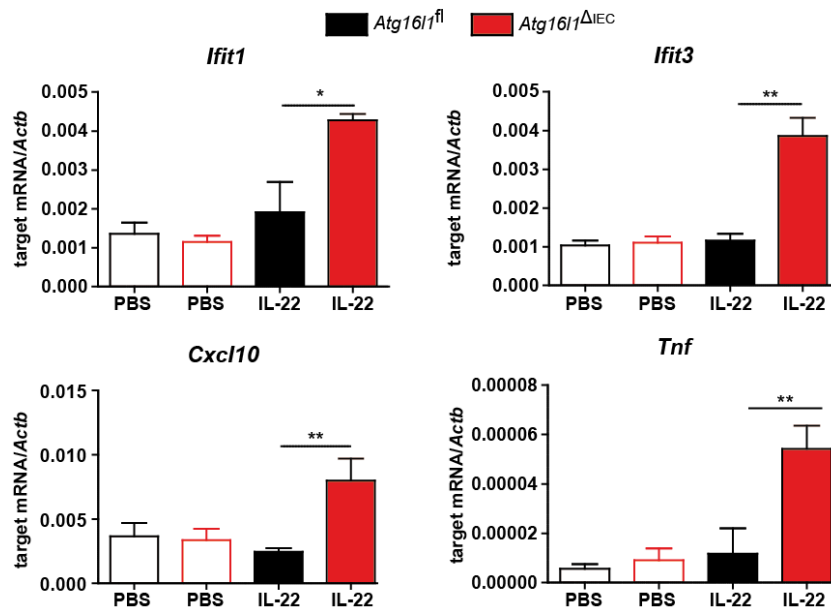 Atg16l1fl Atg16l1ΔIEC
Ifit1
target mRNA/Actb
0.005
0.004
0.003
0.002
0.001
0.000
*
PBS PBS IL-22 IL-22
Ifit3
target mRNA/Actb
0.005
0.004
0.003
0.002
0.001
0.000
**
PBS PBS IL-22 IL-22
Cxcl10
target mRNA/Actb
0.015
0.010
0.005
0.000
**
PBS PBS IL-22 IL-22
Tnf
target mRNA/Actb
0.00008
0.00006
0.00004
0.00002
0.00000
**
PBS PBS IL-22 IL-22